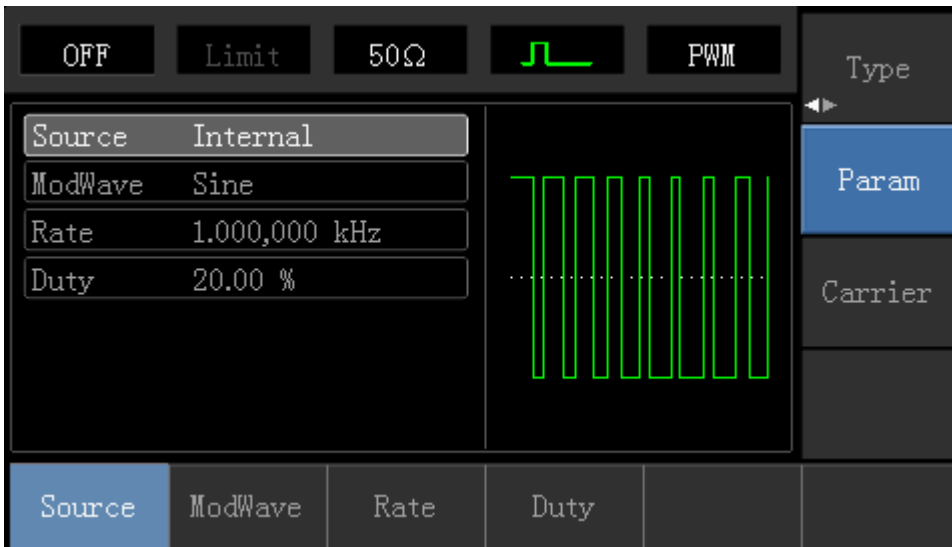 OFF Limit 50Ω PWM
Type
Source Internal
ModWave Sine
Rate 1.000,000 kHz
Duty 20.00 %
Param
Carrier
Source ModWave Rate Duty